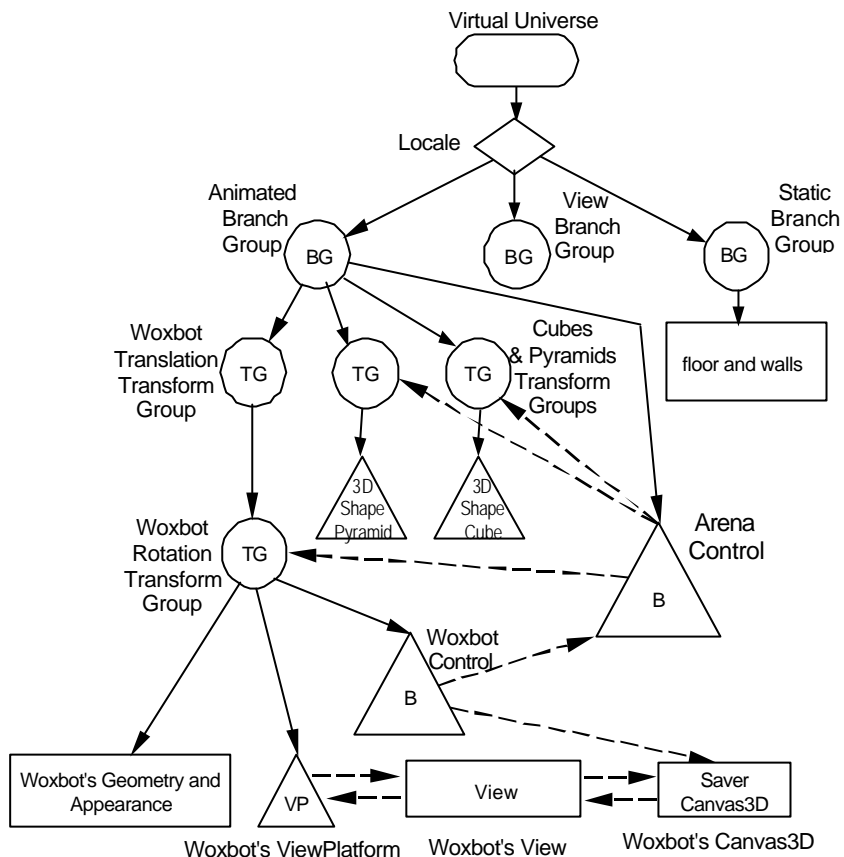 Virtual Universe
Locale
Animated
Branch
Group
BG
View
Branch
Group
BG
Static
Branch
Group
BG
Woxbot
Translation
Transform
Group
TG
TG
TG
Cubes
& Pyramids
Transform
Groups
floor and walls
3D
Shape
Pyramid
3D
Shape
Cube
Woxbot
Rotation
Transform
Group
TG
Arena
Control
B
Woxbot
Control
B
Woxbot's Geometry and
Appearance
VP
View
Saver
Canvas3D
Woxbot's ViewPlatform
Woxbot's View
Woxbot's Canvas3D